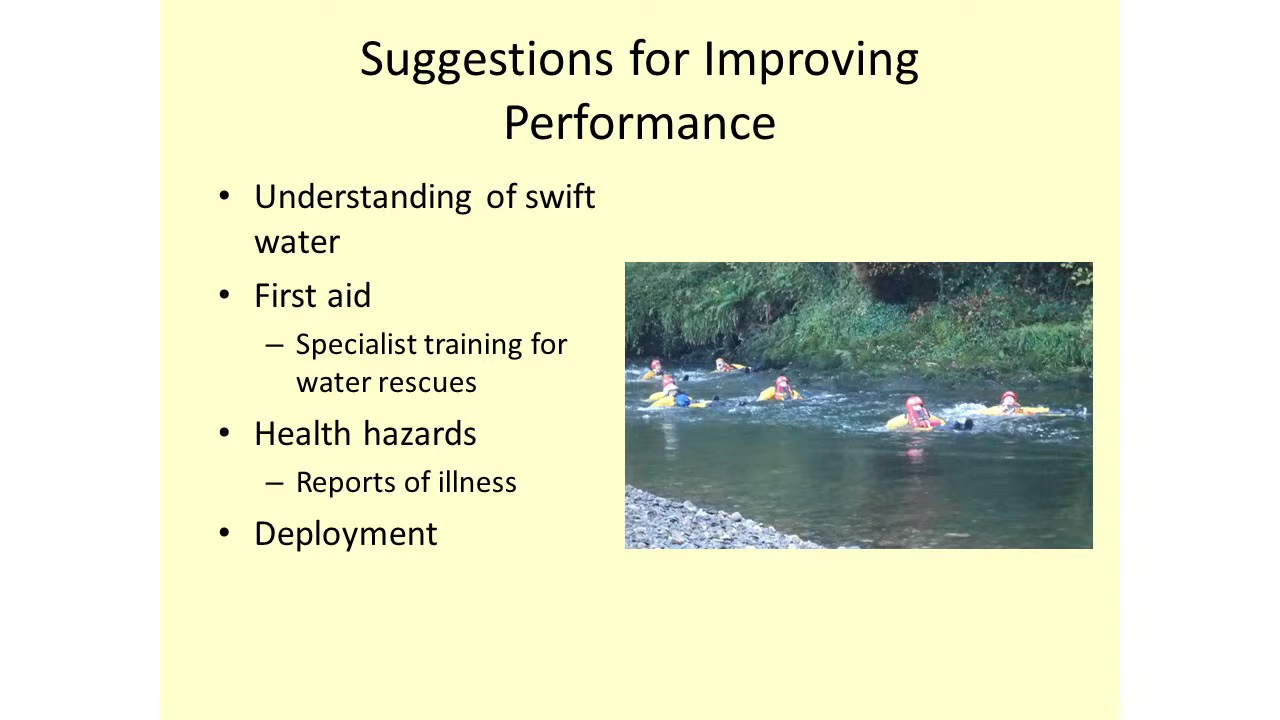 Suggestions for Improving
Performance
• Understanding of swift
water
• First aid
– Specialist training for
water rescues
• Health hazards
– Reports of illness
• Deployment